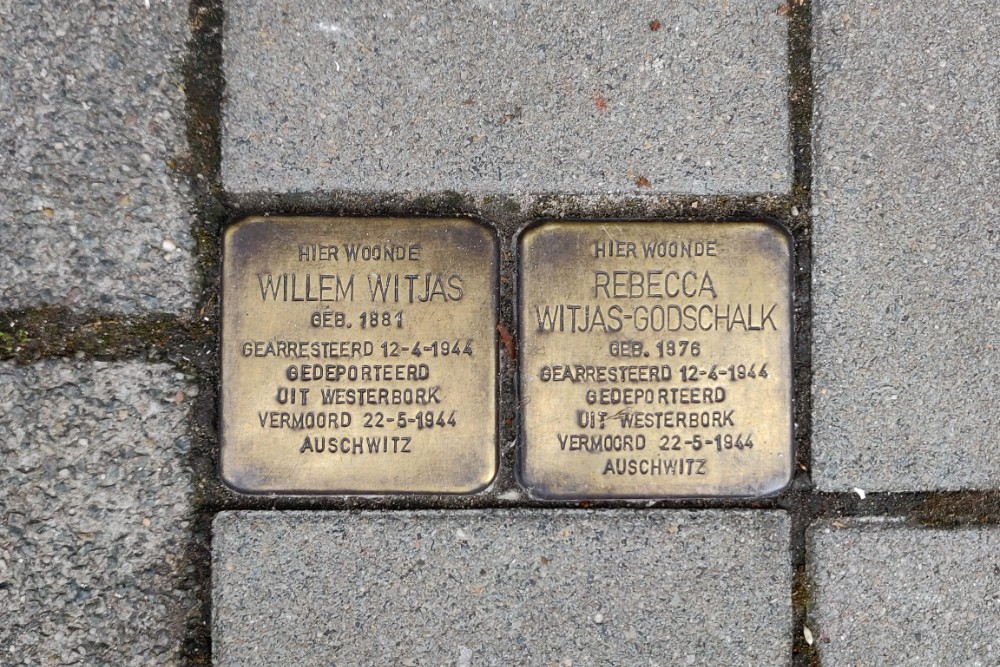 HIER WOONDE
WILLEM WITJAS
GEB. 1881
GEARRESTEERD 12-4-1944
GEDEPORTEERD
UIT WESTERBORK
VERMOORD 22-5-1944
AUSCHWITZ
HIER WOONDE
REBECCA
WITJAS-GODSCHALK
GEB. 1876
GEARRESTEERD 12-4-1944
GEDEPORTEERD
UIT WESTERBORK
VERMOORD 22-5-1944
AUSCHWITZ